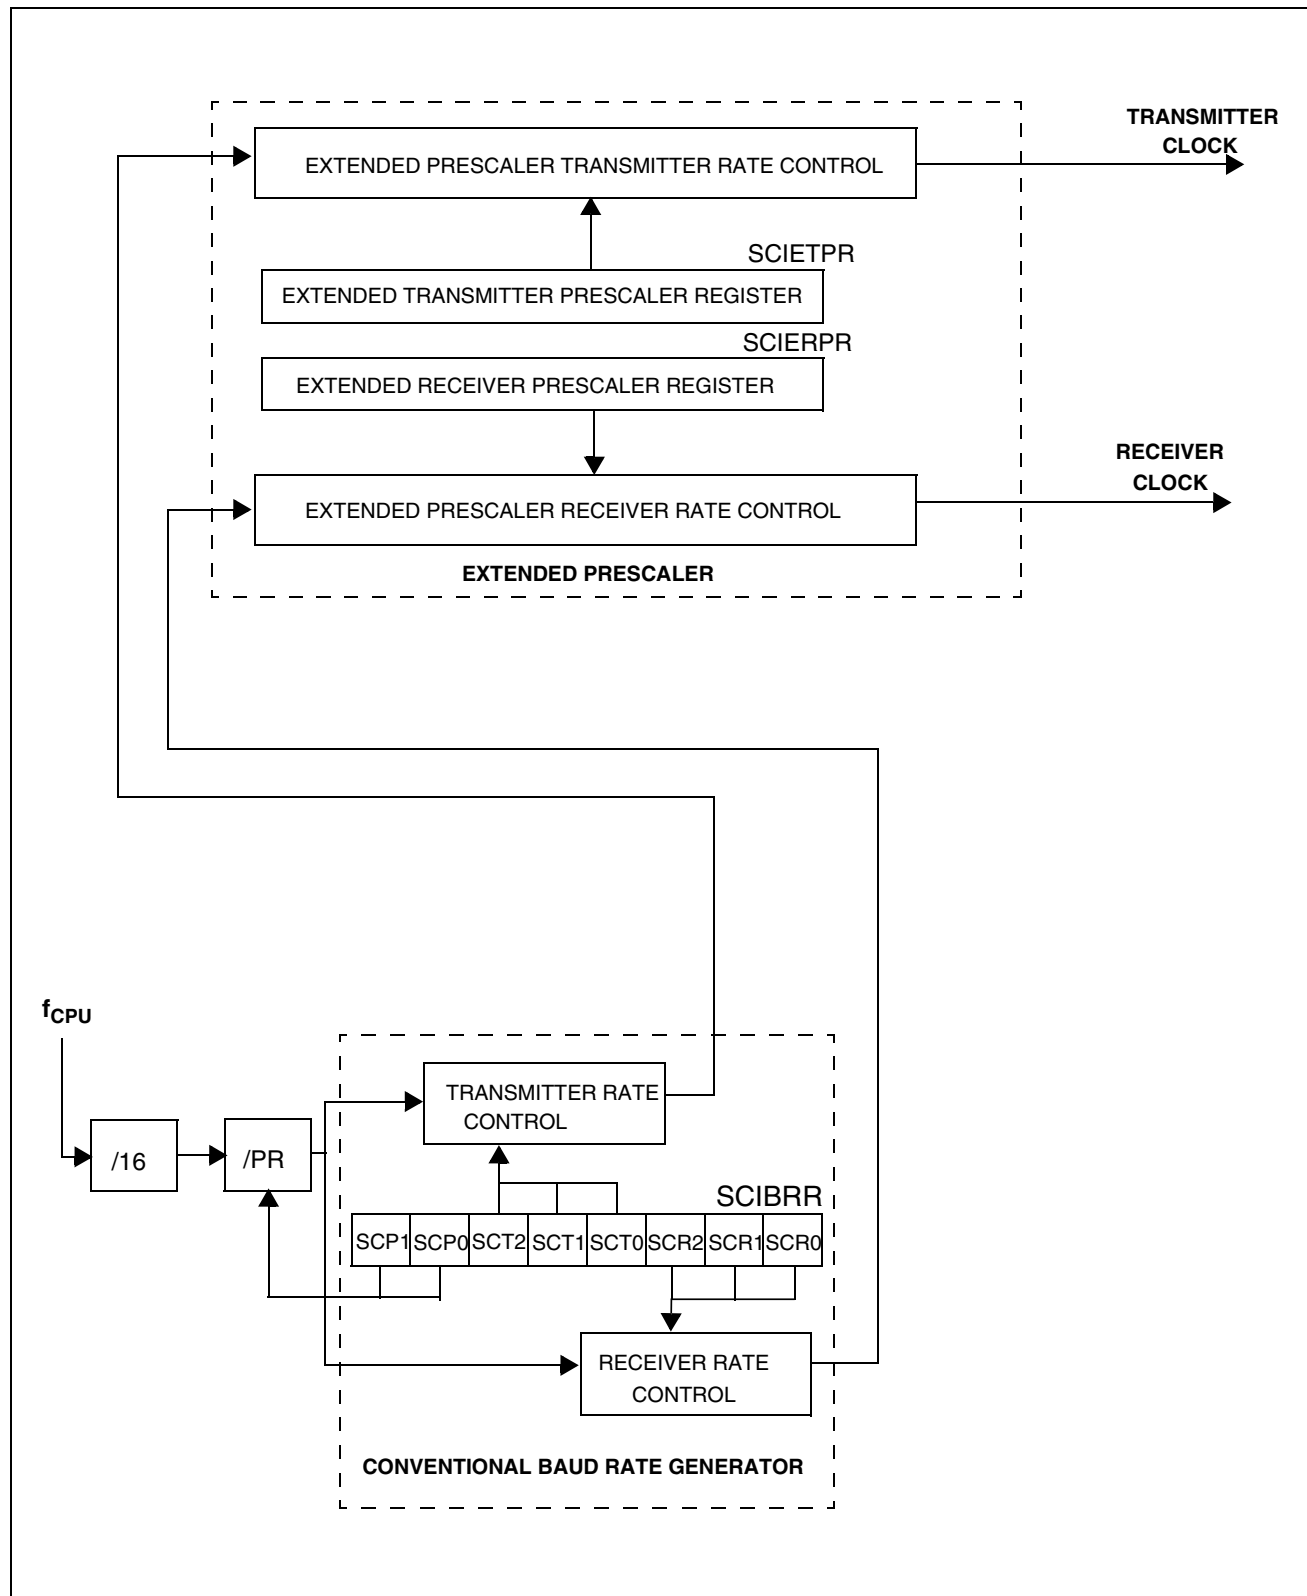 TRANSMITTER
CLOCK
EXTENDED PRESCALER TRANSMITTER RATE CONTROL
SCIETPR
EXTENDED TRANSMITTER PRESCALER REGISTER
SCIERPR
EXTENDED RECEIVER PRESCALER REGISTER
RECEIVER
CLOCK
EXTENDED PRESCALER RECEIVER RATE CONTROL
EXTENDED PRESCALER
fCPU
TRANSMITTER RATE
CONTROL
/16
/PR
SCIBRR
SCP1 SCP0 SCT2 SCT1 SCT0 SCR2 SCR1 SCR0
RECEIVER RATE
CONTROL
CONVENTIONAL BAUD RATE GENERATOR